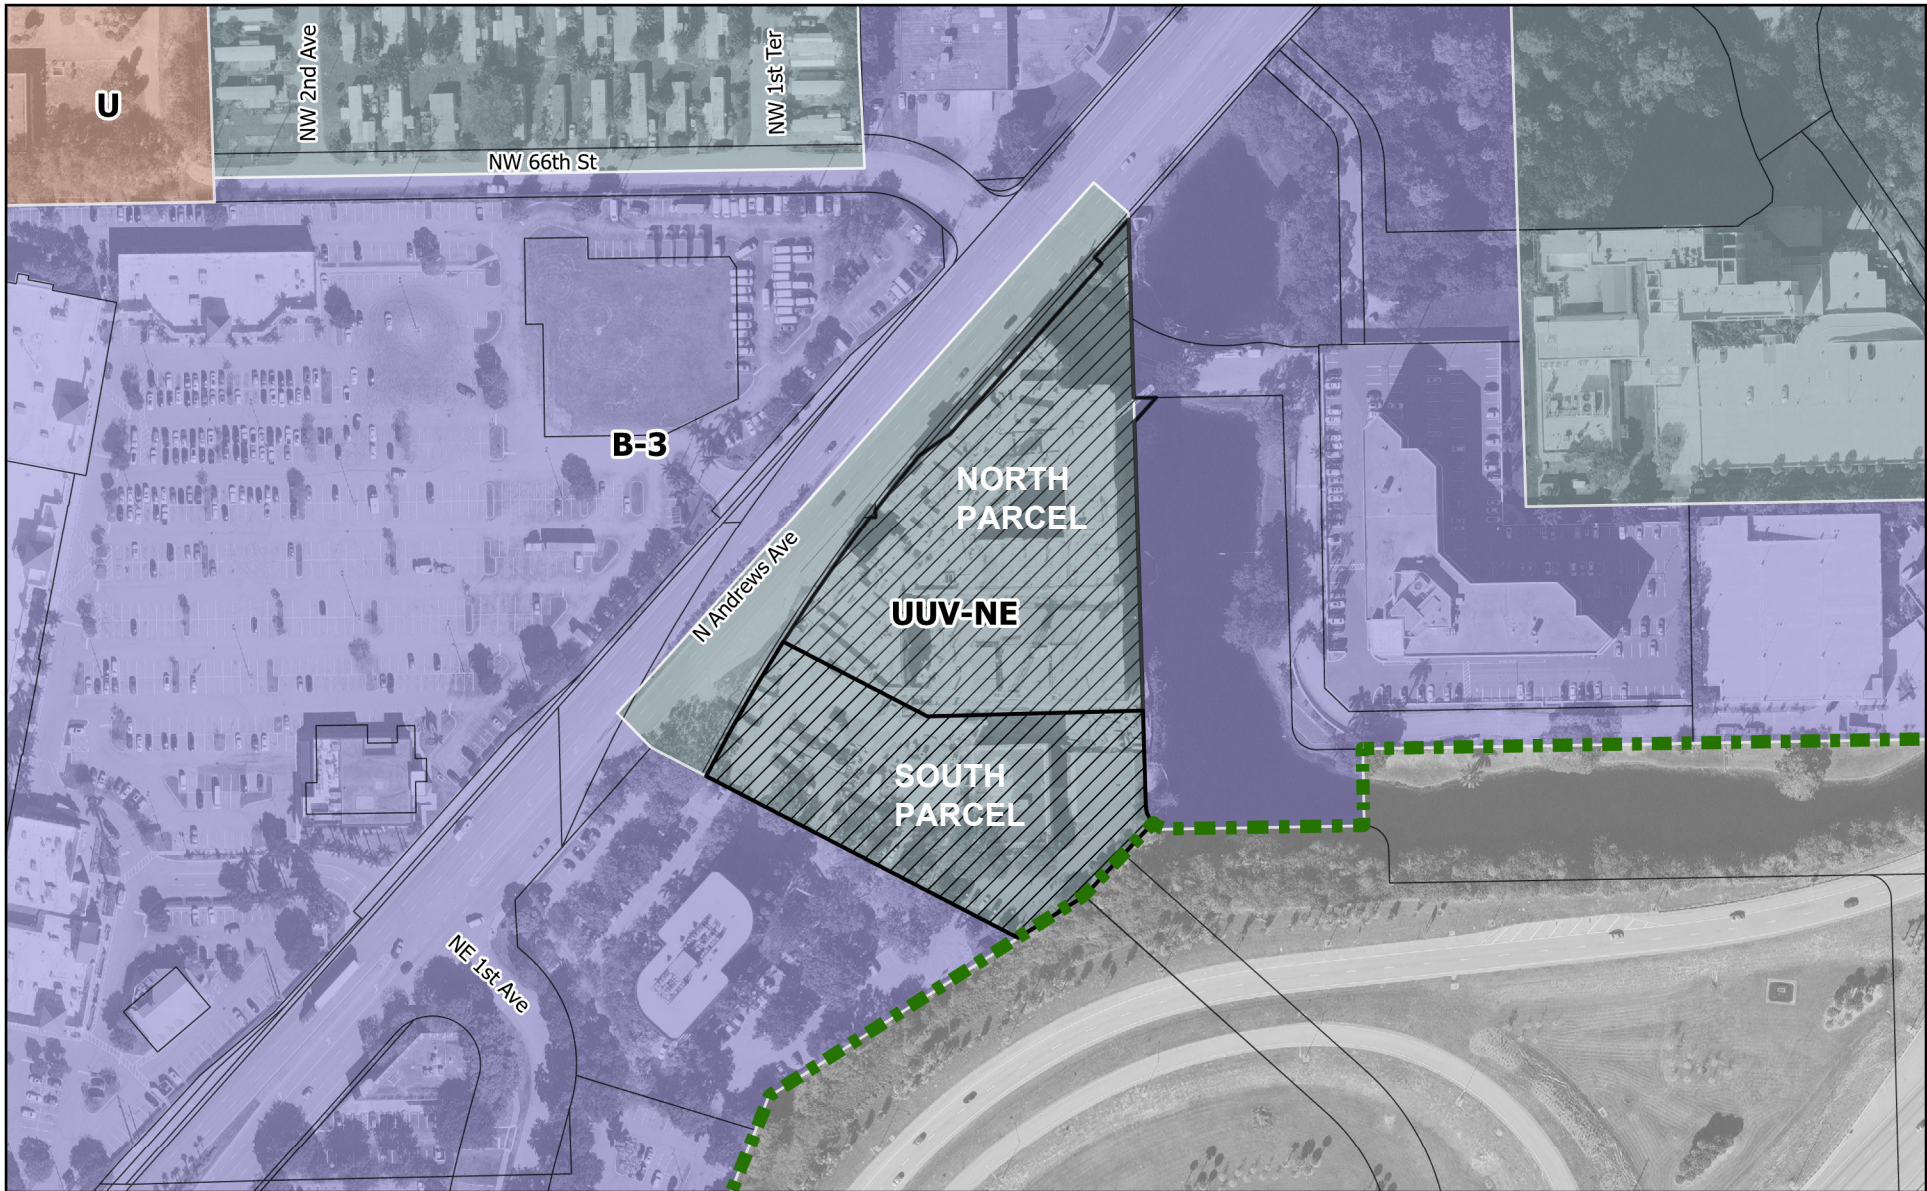 NW 2nd Ave
NW 1st Ter
U
NW 66th St
B-3
NORTH
PARCEL
N Andrews Ave
UUV-NE
SOUTH
PARCEL
NE 1st Ave